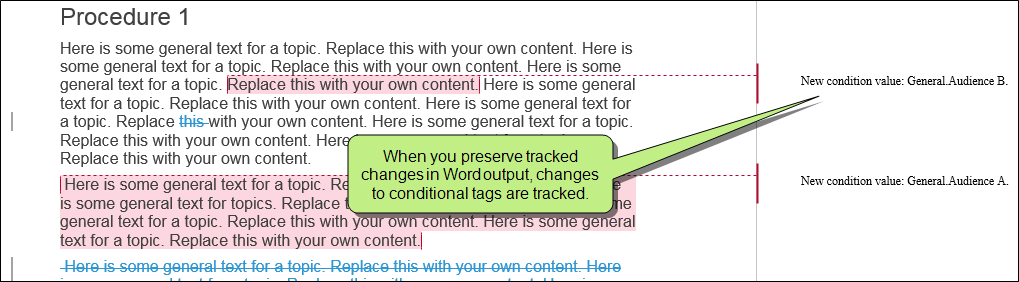 Procedure 1
Here is some general text for a topic. Replace this with your own content. Here is
some general text for a topic. Replace this with your own content. Here is some
general text for a topic. Replace this with your own content. Here is some general
text for a topic. Replace this with your own content. Here is some general text for
a topic. Replace this with your own content. Here is some general text for a topic.
Replace this with your own content. Here
Replace this with your own content.
New condition value: General.Audience B.
When you preserve tracked
changes in Word output, changes
to conditional tags are tracked.
Here is some general text for a topic. Re
is some general text for topics. Replace t
general text for a topic. Replace this with your own content. Here is some general
text for a topic. Replace this with your own content.
New condition value: General.Audience A.
Here is some general text for a topic. Replace this with your own content. Here